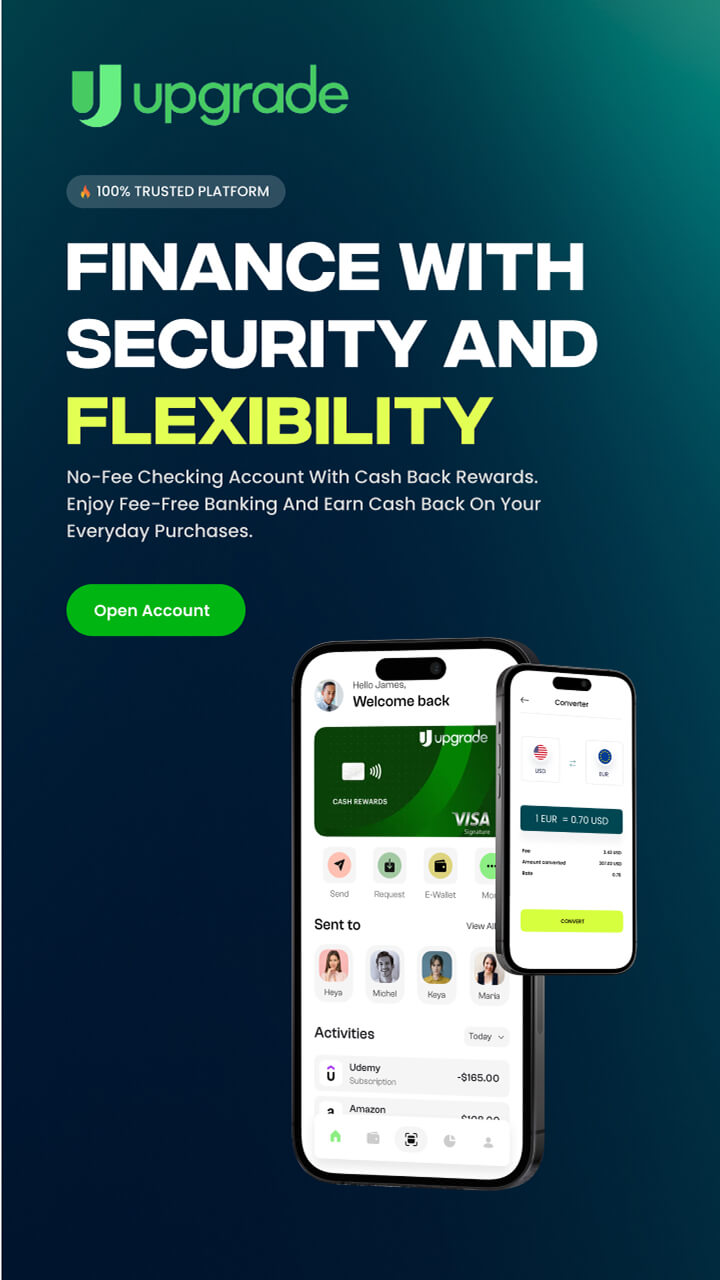 upgrade
🔥 100% TRUSTED PLATFORM
FINANCE WITH
SECURITY AND
FLEXIBILITY
No-Fee Checking Account With Cash Back Rewards.
Enjoy Fee-Free Banking And Earn Cash Back On Your
Everyday Purchases.
Open Account
Hello James,
Welcome back
upgrade
CASH REWARDS
VISA
Signature
Send Request E-Wallet
Sent to View All
Heya Michel Keya Maria
Activities Today
Udemy
Subscription -$165.00
Amazon
Converter
USD EUR
1 EUR = 0.70 USD
Fee
Amount converted
Rate
CONVERT